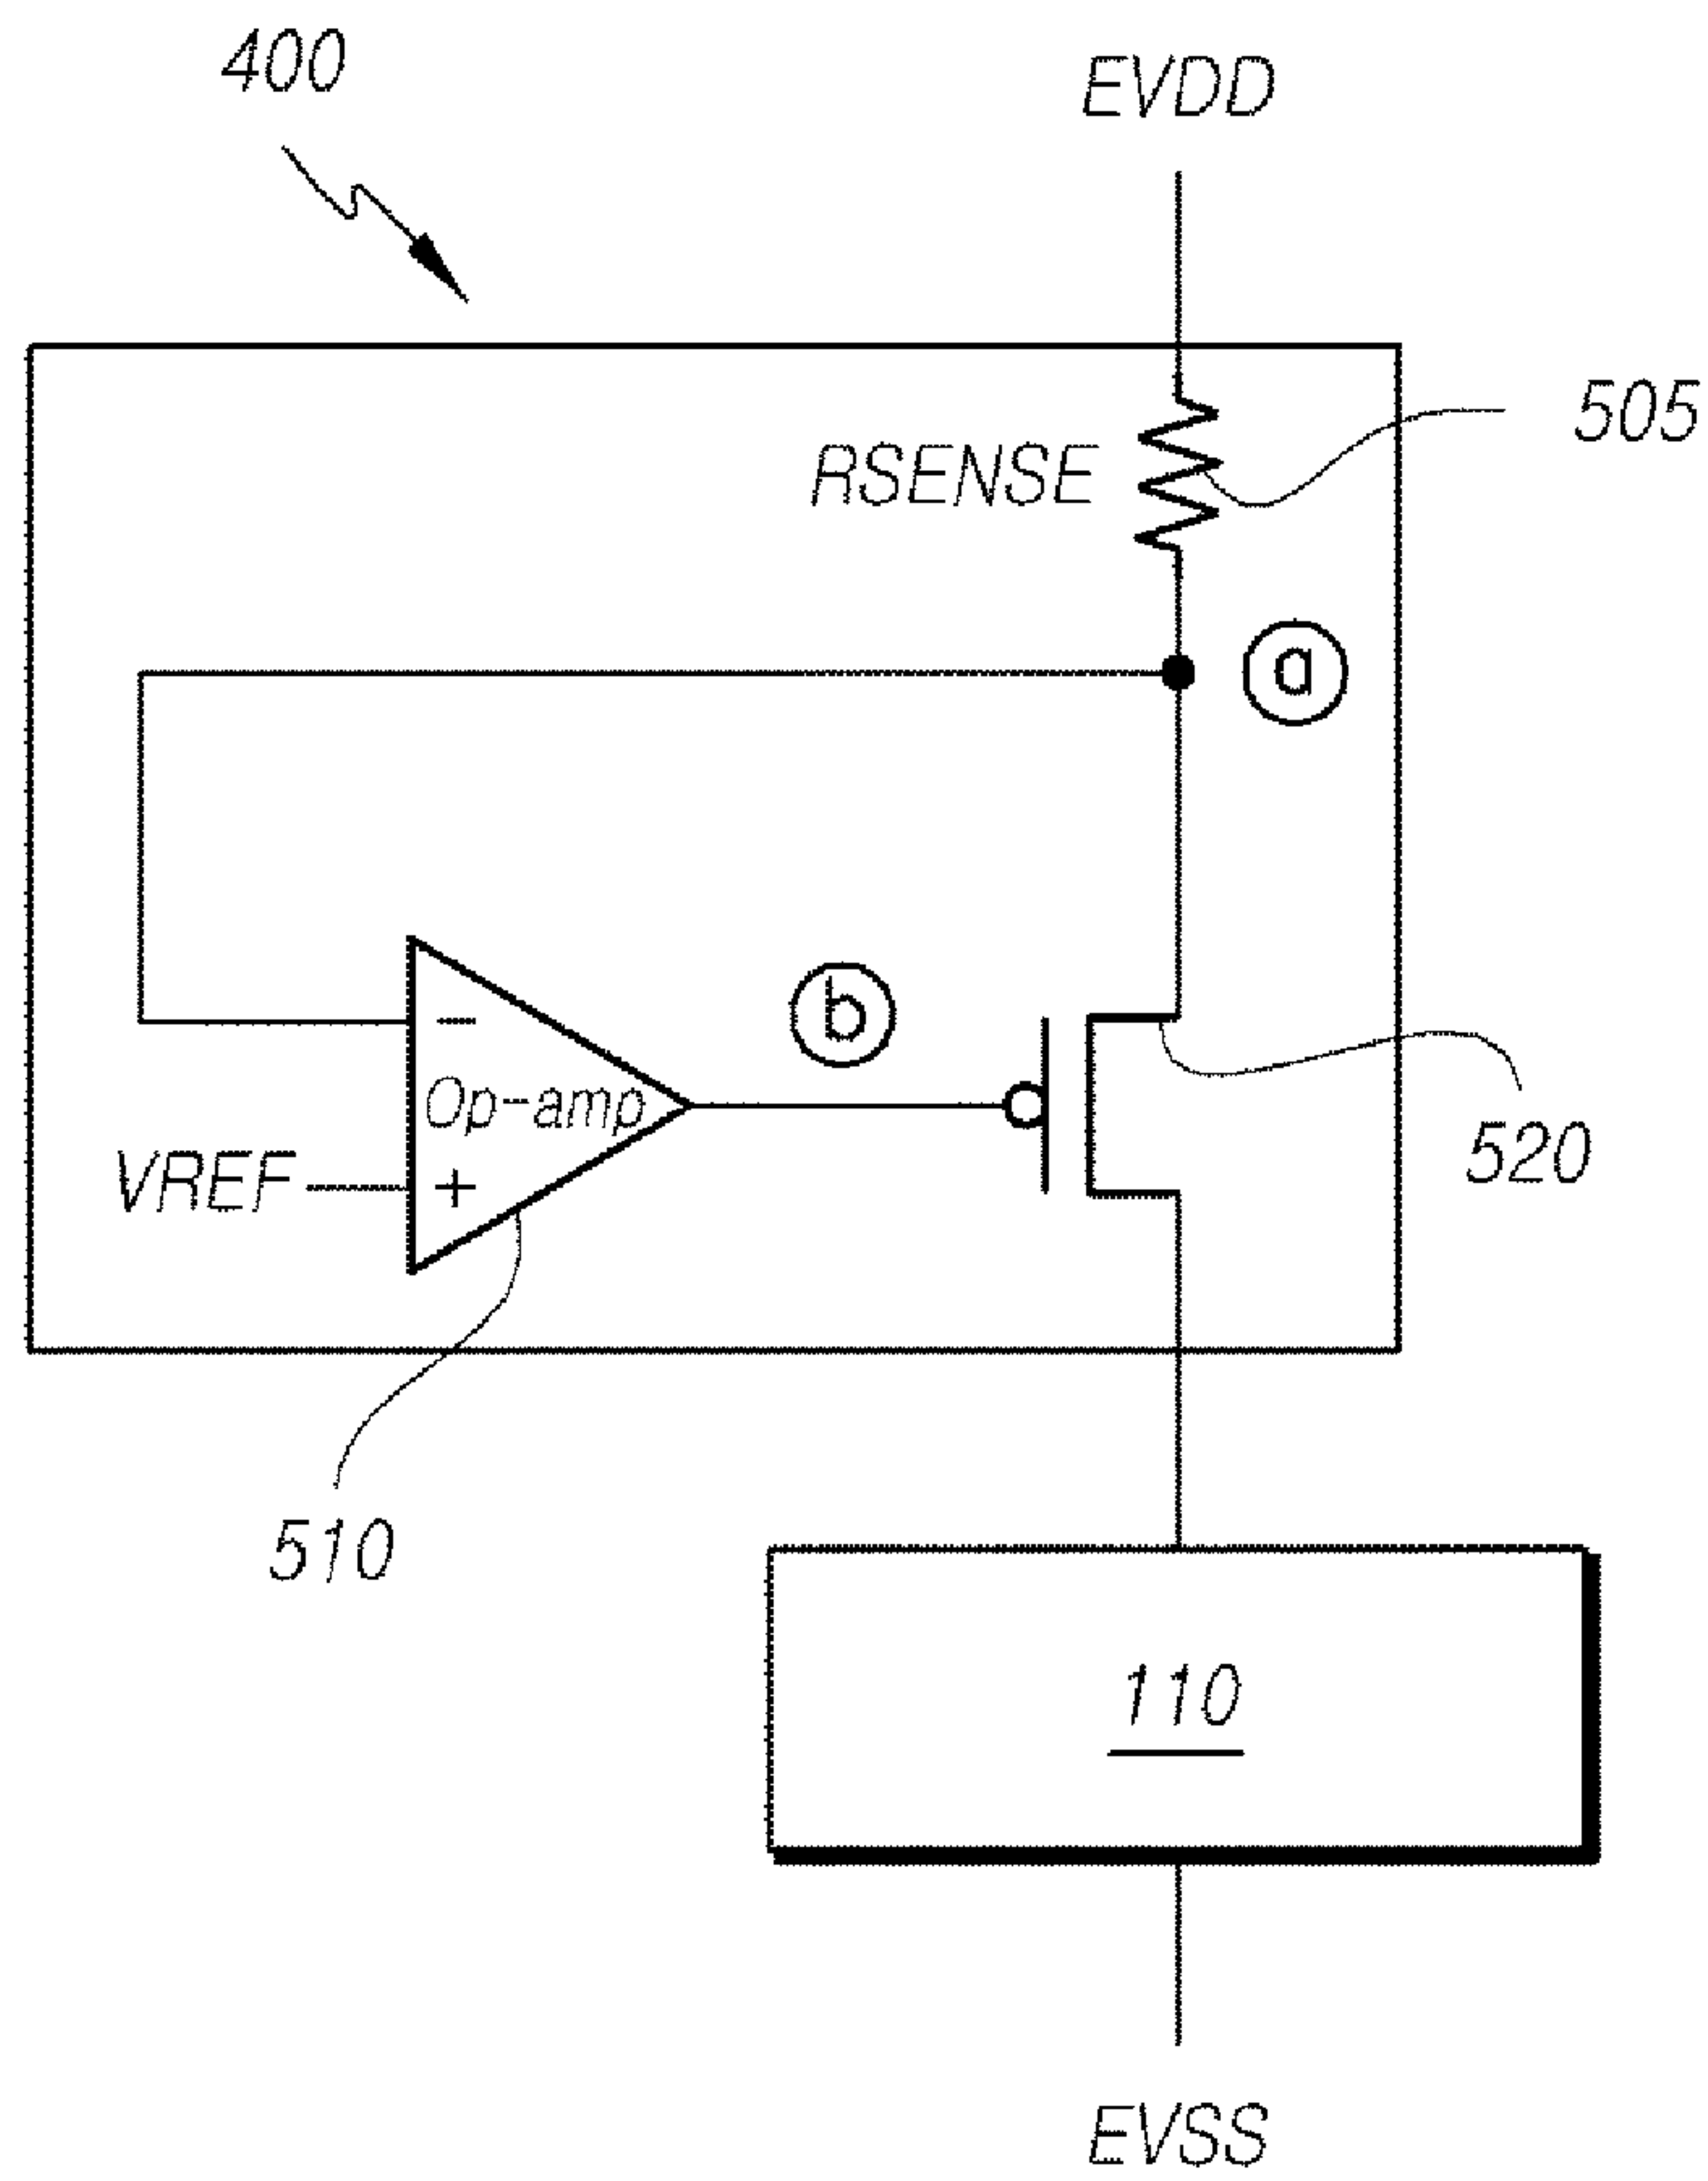 400
EVDD
505
RSENSE
a
b
-
Op-amp
VREF
+
520
510
110
EVSS